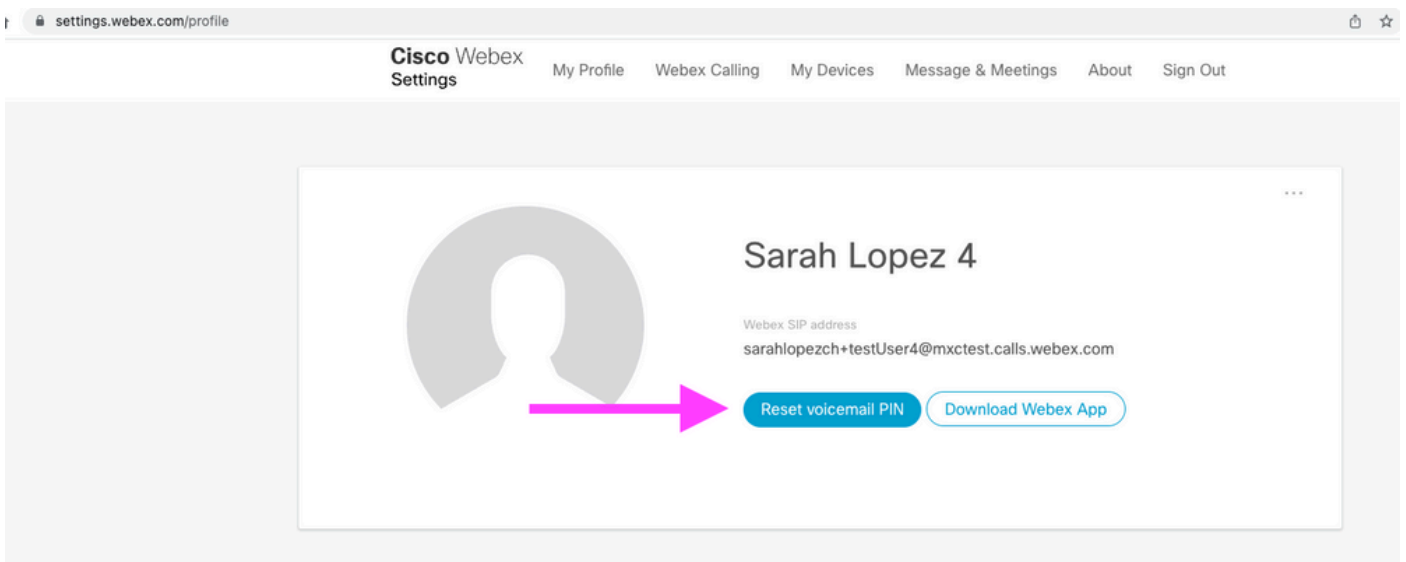 settings.webex.com/profile
Cisco Webex
Settings
My Profile Webex Calling My Devices Message & Meetings About Sign Out
Sarah Lopez 4
Webex SIP address
sarahlopezch+testUser4@mxctest.calls.webex.com
Reset voicemail PIN Download Webex App